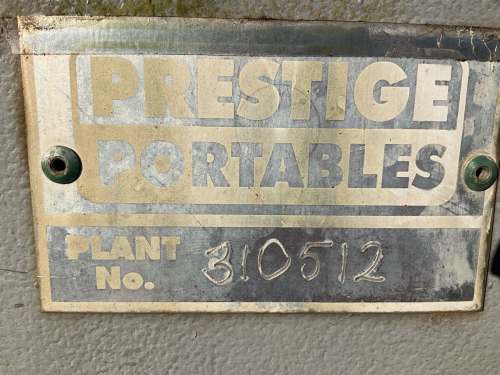 PRESTIGE
PORTABLES
PLANT No. 310512